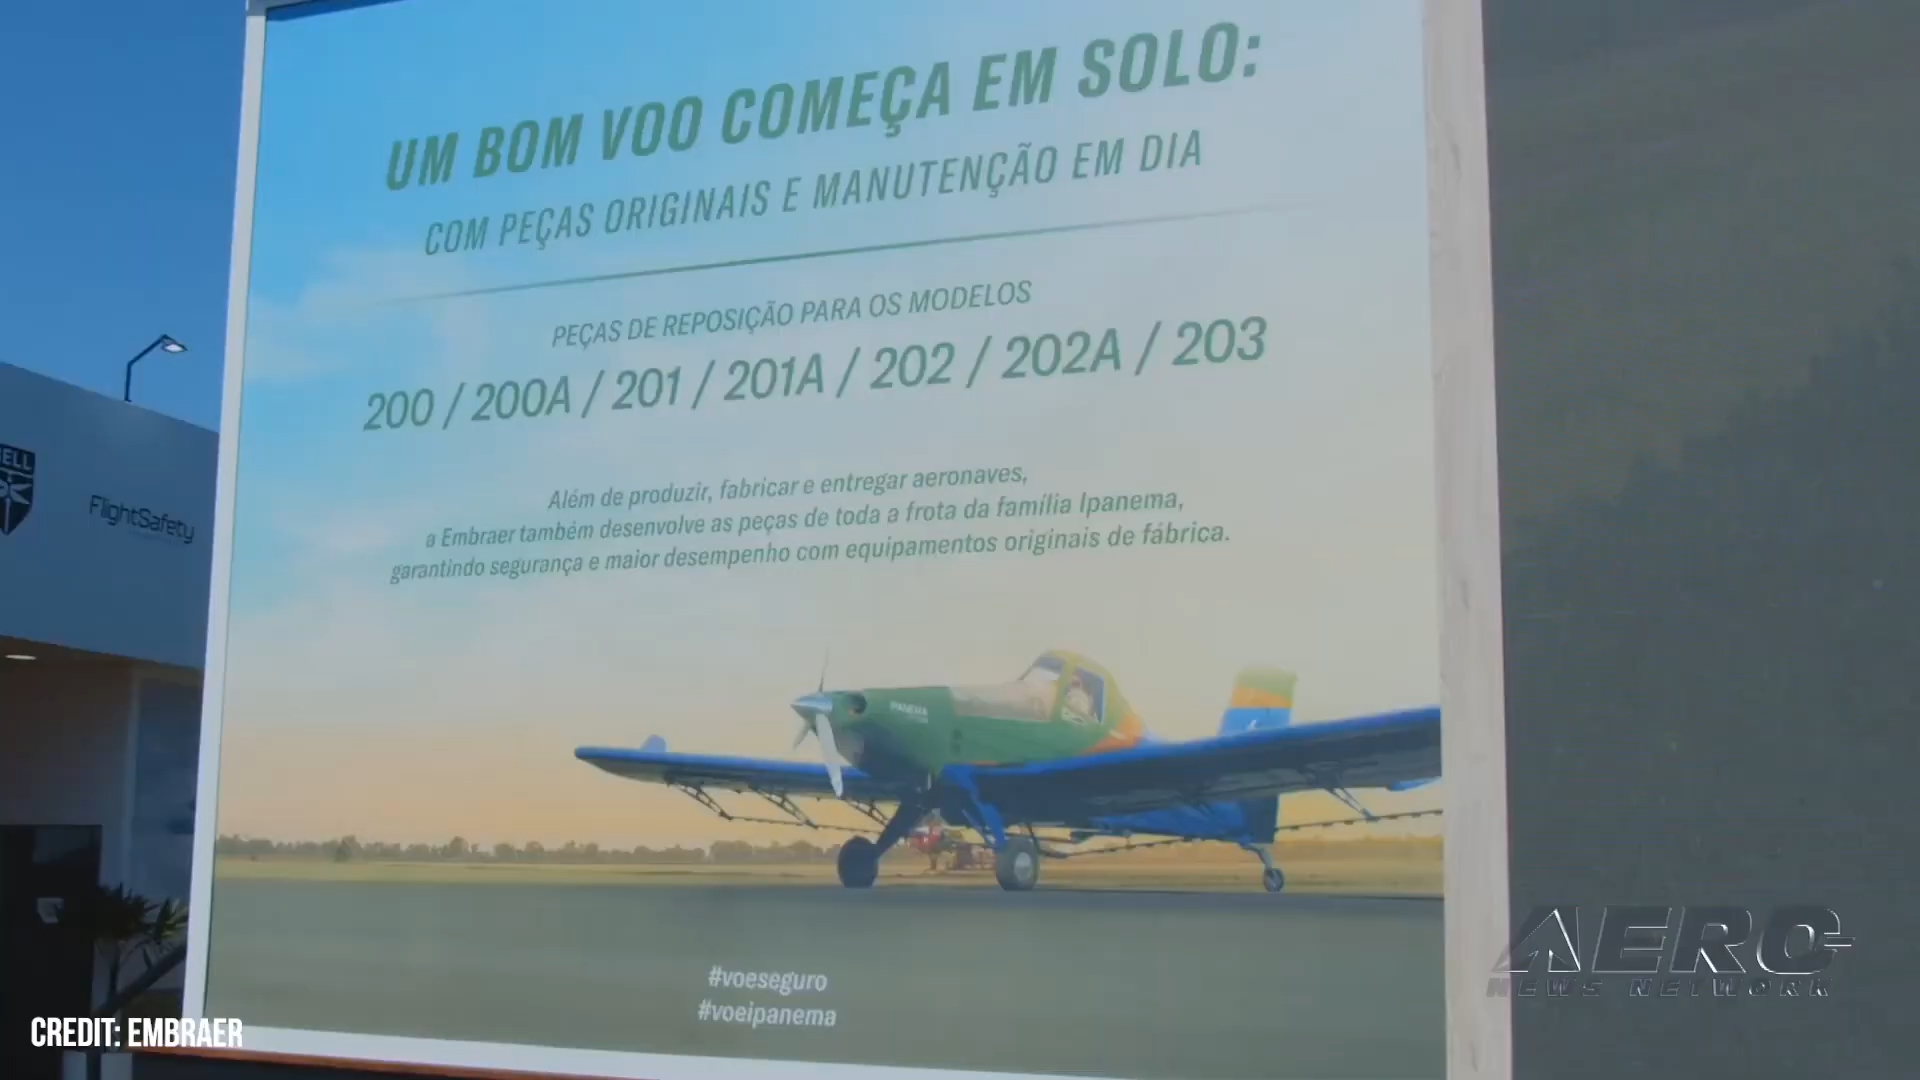 UM BOM VOO COMEÇA EM SOLO:
COM PEÇAS ORIGINAIS E MANUTENÇÃO EM DIA
PEÇAS DE REPOSIÇÃO PARA OS MODELOS
200 / 200A / 201 / 201A / 202 / 202A / 203
Além de produzir, fabricar e entregar aeronaves,
a Embraer também desenvolve as peças de toda a frota da família Ipanema,
garantindo segurança e maior desempenho com equipamentos originais de fábrica.
ELL
FlightSafety
IPANEMA
#voeseguro
#voeipanema
CREDIT: EMBRAER
AERO
NEWS NETWORK